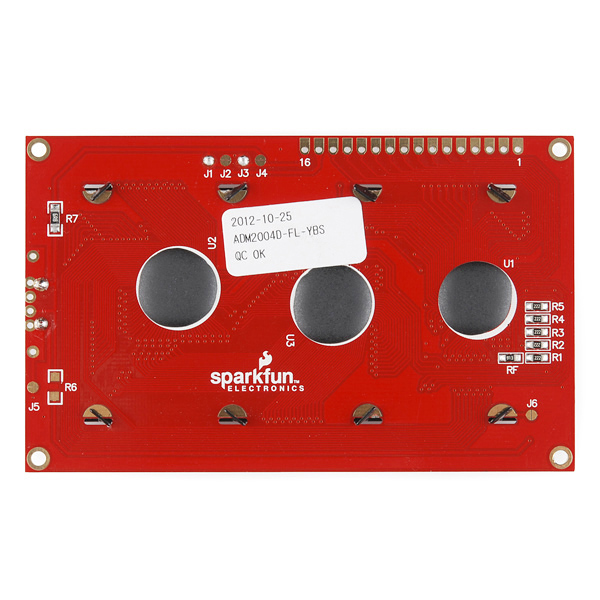 16
1
J1 J2 J3 J4
R7
2012-10-25
ADM2004D-FL-YBS
QC OK
U2
U1
U3
R5
R4
R3
R2
RF R1
sparkfun™
ELECTRONICS
R6
J5
J6